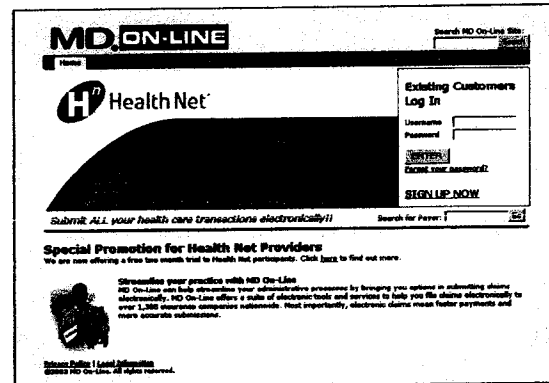 MD.ON-LINE
Search MD On-Line Site:
Home
Hn Health Net
Existing Customers
Log In
Username
Password
ENTER
Forgot your password?
SIGN UP NOW
Submit ALL your health care transactions electronically!!
Search for Payer:
Go
Special Promotion for Health Net Providers
We are now offering a free two month trial to Health Net participants. Click here to find out more.
Streamline your practice with MD On-Line
MD On-Line can help streamline your administrative processes by bringing you options in submitting claims
electronically. MD On-Line offers a suite of electronic tools and services to help you file claims electronically to
over 1,300 insurance companies nationwide. Most importantly, electronic claims mean faster payments and
more accurate submissions.
Privacy Policy | Legal Information
©2003 MD On-Line. All rights reserved.